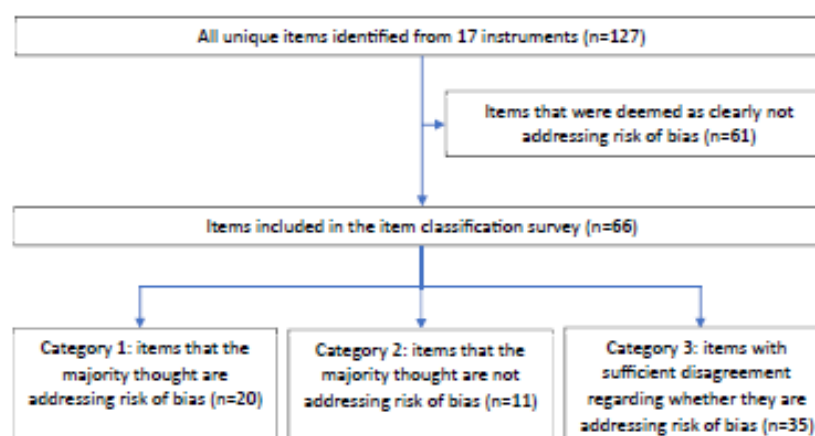 All unique items identified from 17 instruments (n=127)
Items that were deemed as clearly not
addressing risk of bias (n=61)
Items included in the item classification survey (n=66)
Category 1: items that the
majority thought are
addressing risk of bias (n=20)
Category 2: items that the
majority thought are not
addressing risk of bias (n=11)
Category 3: items with
sufficient disagreement
regarding whether they are
addressing risk of bias (n=35)